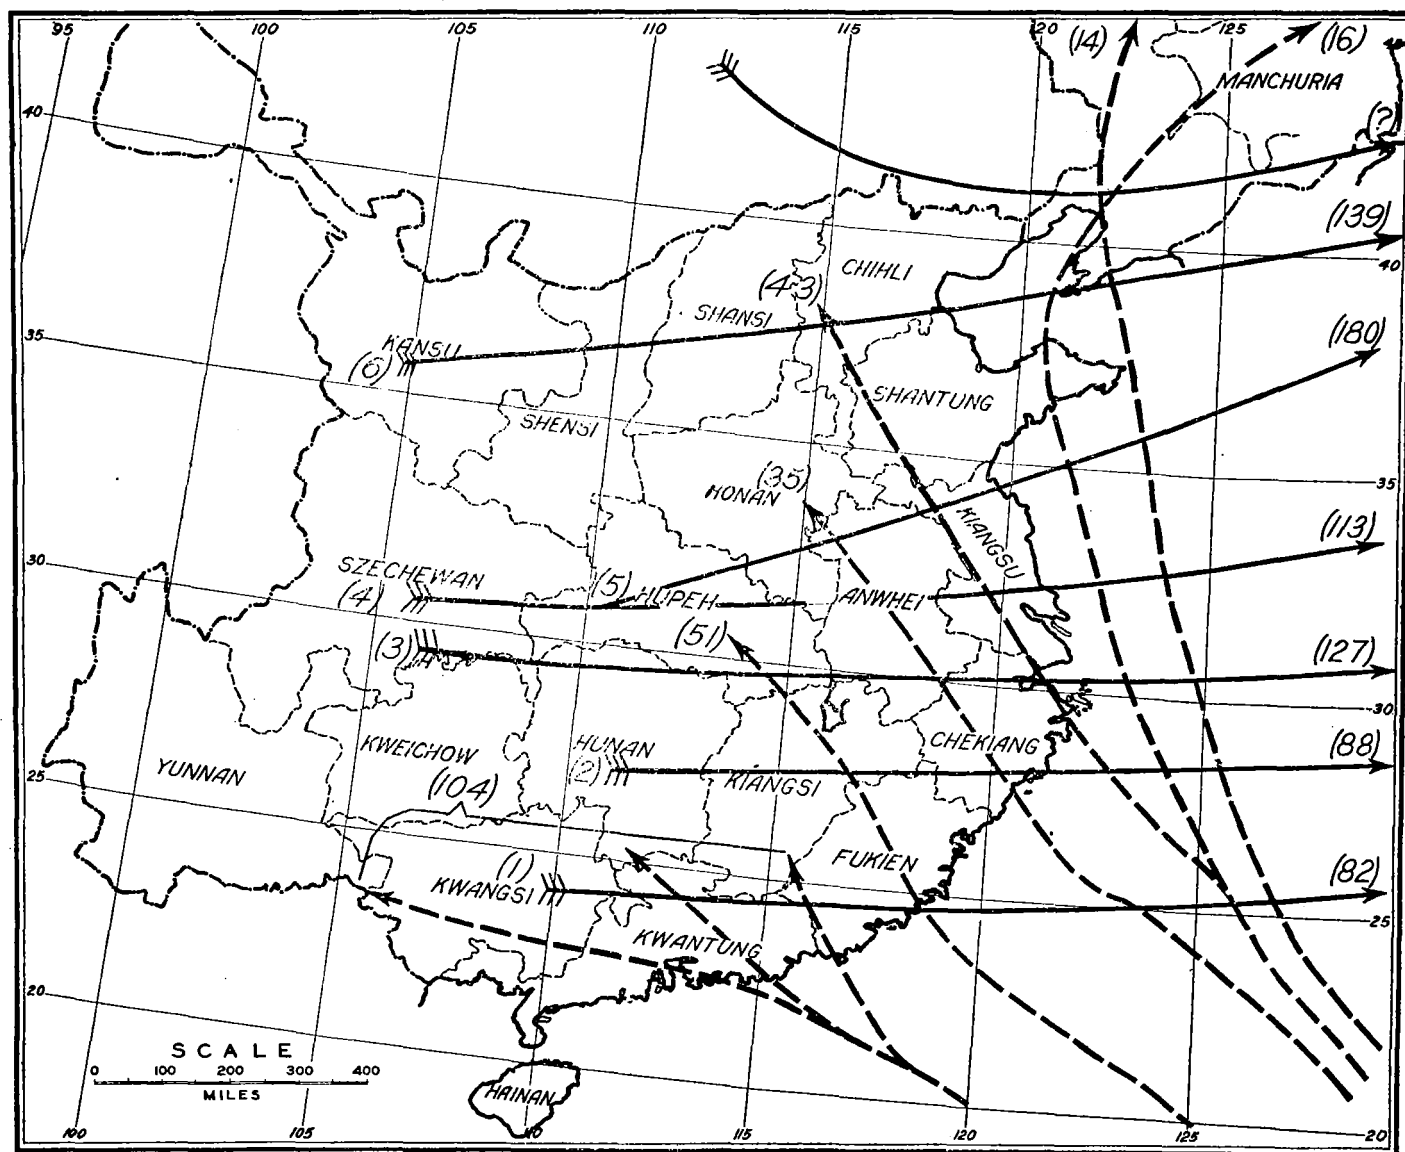 95 100 105 110 115 120 125
(14) (16)
MANCHURIA
40
(?)
(139)
CHIHLI
40
(4-3)
SHANSI
KANSU
(6)
35
(180)
SHANTUNG
SHENSI
(35)
HONAN
35
KIANGSU
(113)
30
SZECHEWAN
(4)
(5) HUPEH
ANWHEI
(51)
(3)
(127)
30
KWEICHOW
HUNAN
(2)
CHEKIANG
(88)
YUNNAN
25
(104)
KIANGSI
FUKIEN
(1)
KWANGSI
(82)
25
KWANTUNG
20
SCALE
0 100 200 300 400
MILES
HAINAN
100 105 110 115 120 125 20